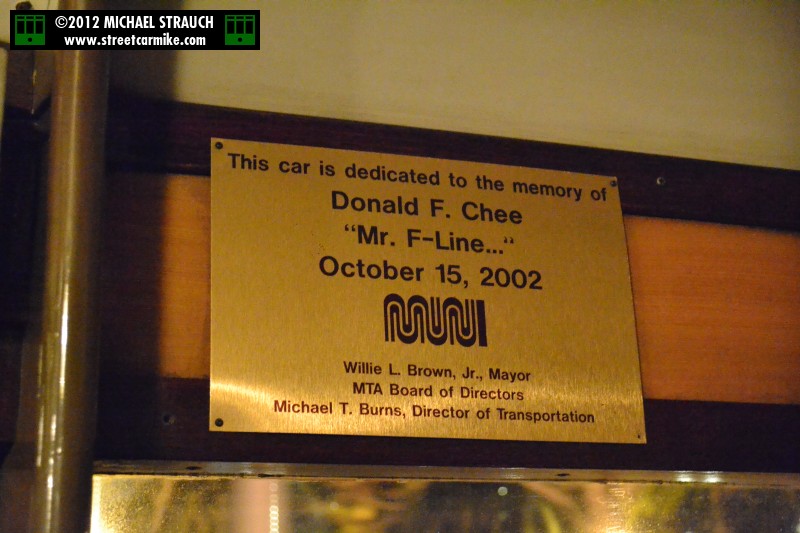 ©2012 MICHAEL STRAUCH
www.streetcarmike.com
This car is dedicated to the memory of
Donald F. Chee
“Mr. F-Line...“
October 15, 2002
MUNI
Willie L. Brown, Jr., Mayor
MTA Board of Directors
Michael T. Burns, Director of Transportation